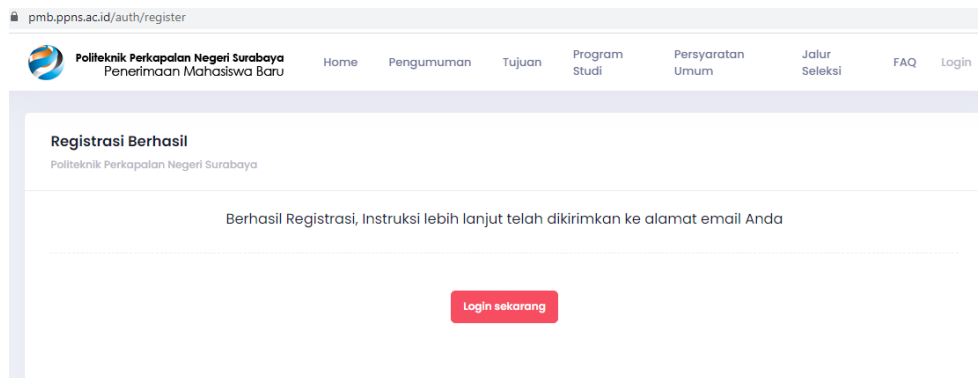 pmb.ppns.ac.id/auth/register
Politeknik Perkapalan Negeri Surabaya
Penerimaan Mahasiswa Baru
Home
Pengumuman
Tujuan
Program
Studi
Persyaratan
Umum
Jalur
Seleksi
FAQ
Login
Registrasi Berhasil
Politeknik Perkapalan Negeri Surabaya
Berhasil Registrasi, Instruksi lebih lanjut telah dikirimkan ke alamat email Anda
Login sekarang